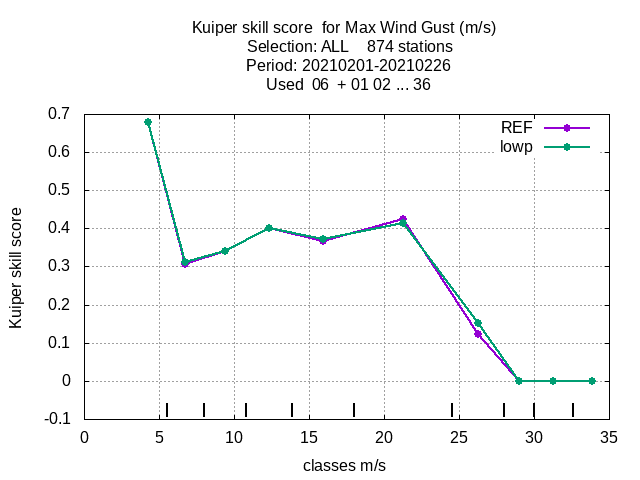 Kuiper skill score  for Max Wind Gust (m/s)
Selection: ALL    874 stations
Period: 20210201-20210226
Used  06  + 01 02 ... 36
REF
lowp
0.7
0.6
0.5
0.4
0.3
0.2
0.1
0
-0.1
Kuiper skill score
0 5 10 15 20 25 30 35
classes m/s